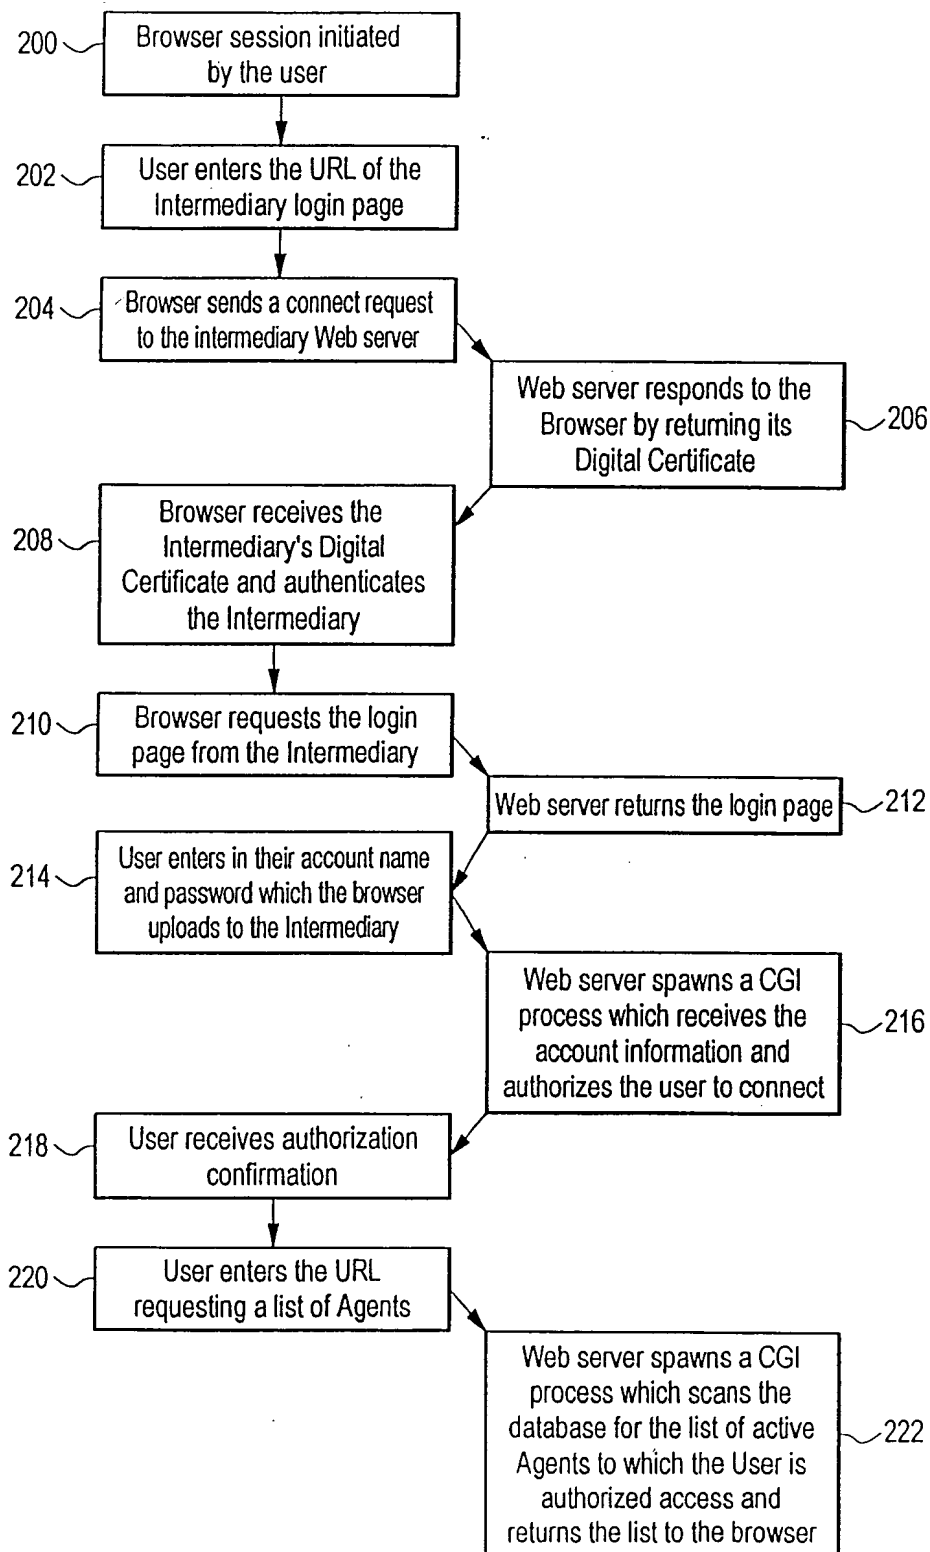 200
Browser session initiated
by the user
202
User enters the URL of the
Intermediary login page
204
Browser sends a connect request
to the intermediary Web server
Web server responds to the
Browser by returning its
Digital Certificate
206
208
Browser receives the
Intermediary's Digital
Certificate and authenticates
the Intermediary
210
Browser requests the login
page from the Intermediary
Web server returns the login page
212
214
User enters in their account name
and password which the browser
uploads to the Intermediary
Web server spawns a CGI
process which receives the
account information and
authorizes the user to connect
216
218
User receives authorization
confirmation
220
User enters the URL
requesting a list of Agents
Web server spawns a CGI
process which scans the
database for the list of active
Agents to which the User is
authorized access and
returns the list to the browser
222